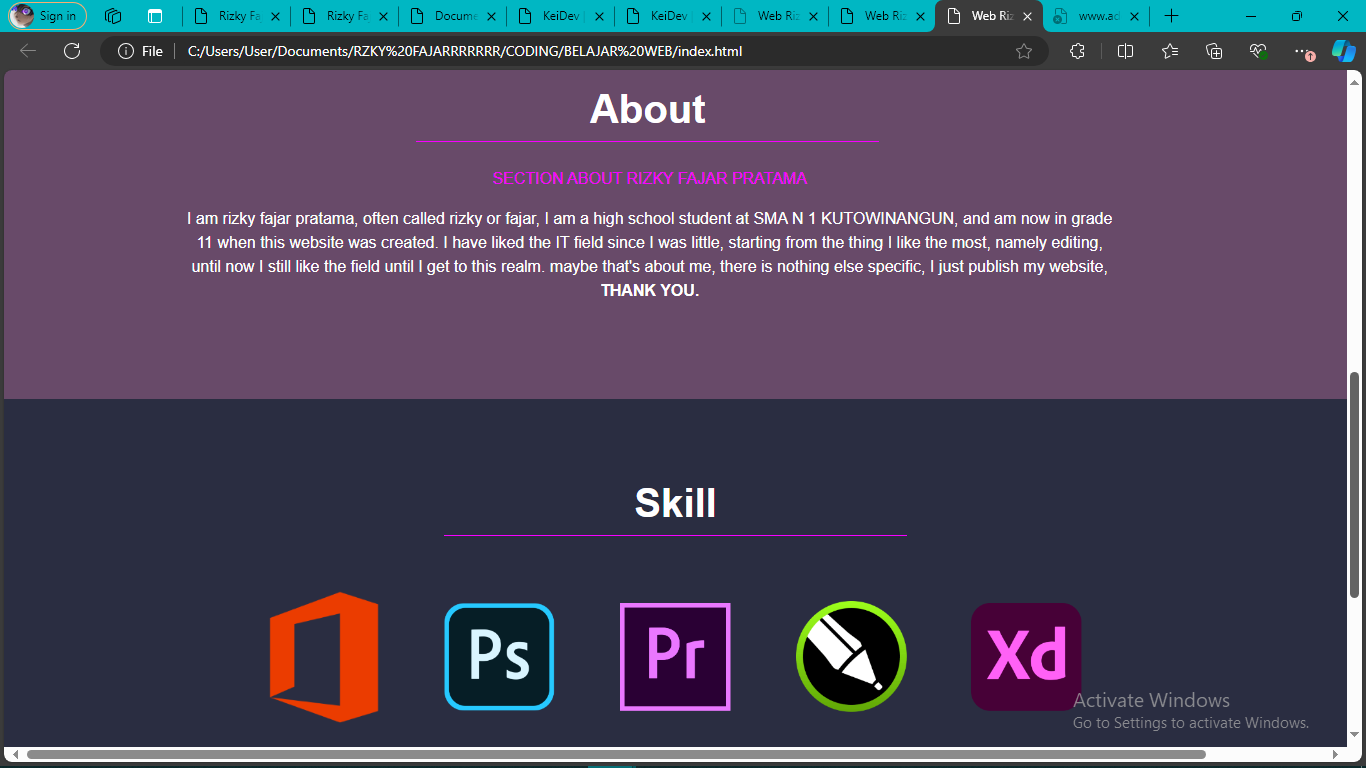 Sign in
Rizky Fa
Rizky Fa
Docume
KeiDev
KeiDev
Web Riz
Web Riz
Web Riz
www.ad
File
C:/Users/User/Documents/RZKY%20FAJARRRRRRR/CODING/BELAJAR%20WEB/index.html
About
SECTION ABOUT RIZKY FAJAR PRATAMA
I am rizky fajar pratama, often called rizky or fajar, I am a high school student at SMA N 1 KUTOWINANGUN, and am now in grade
11 when this website was created. I have liked the IT field since I was little, starting from the thing I like the most, namely editing,
until now I still like the field until I get to this realm. maybe that's about me, there is nothing else specific, I just publish my website,
THANK YOU.
Skill
Ps
Pr
Xd
Activate Windows
Go to Settings to activate Windows.